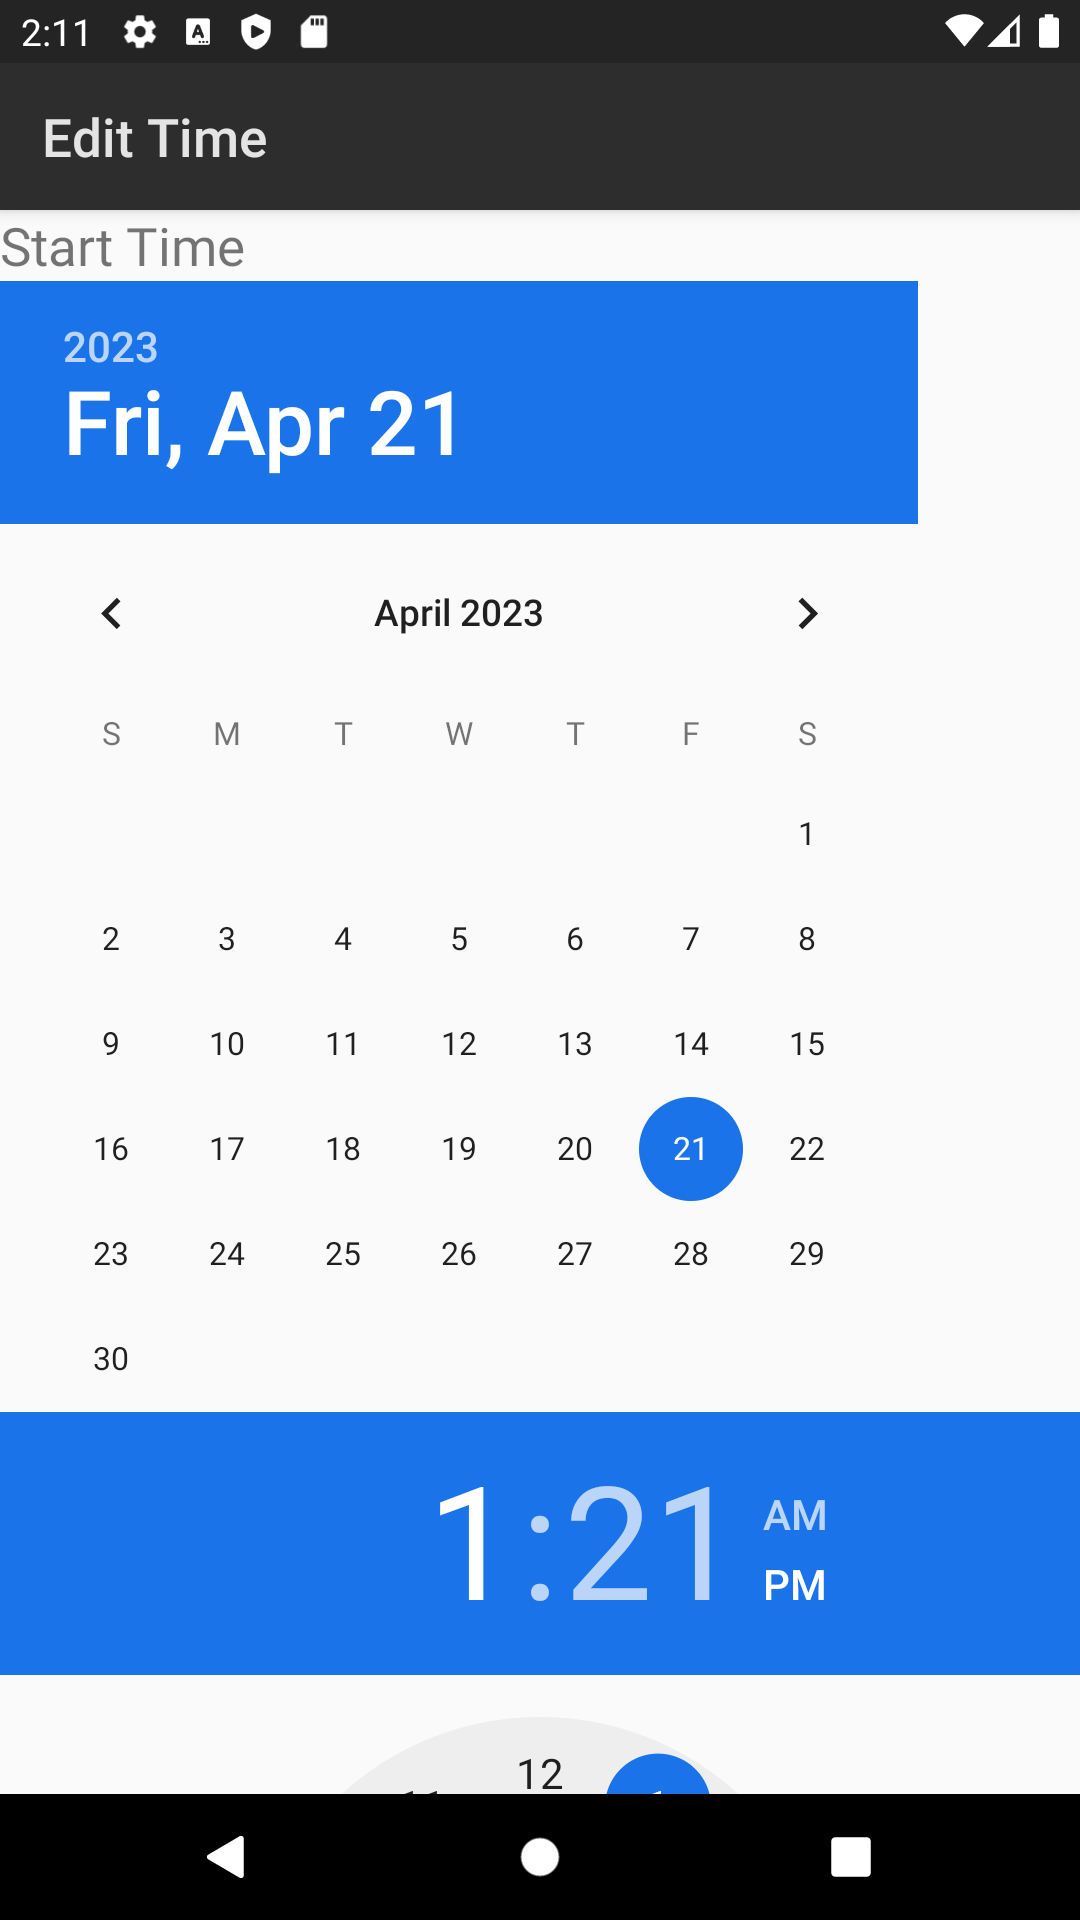 2:11
Edit Time
Start Time
2023
Fri, Apr 21
April 2023
S M T W T F S
1
2 3 4 5 6 7 8
9 10 11 12 13 14 15
16 17 18 19 20 21 22
23 24 25 26 27 28 29
30
1:21 AM PM
12